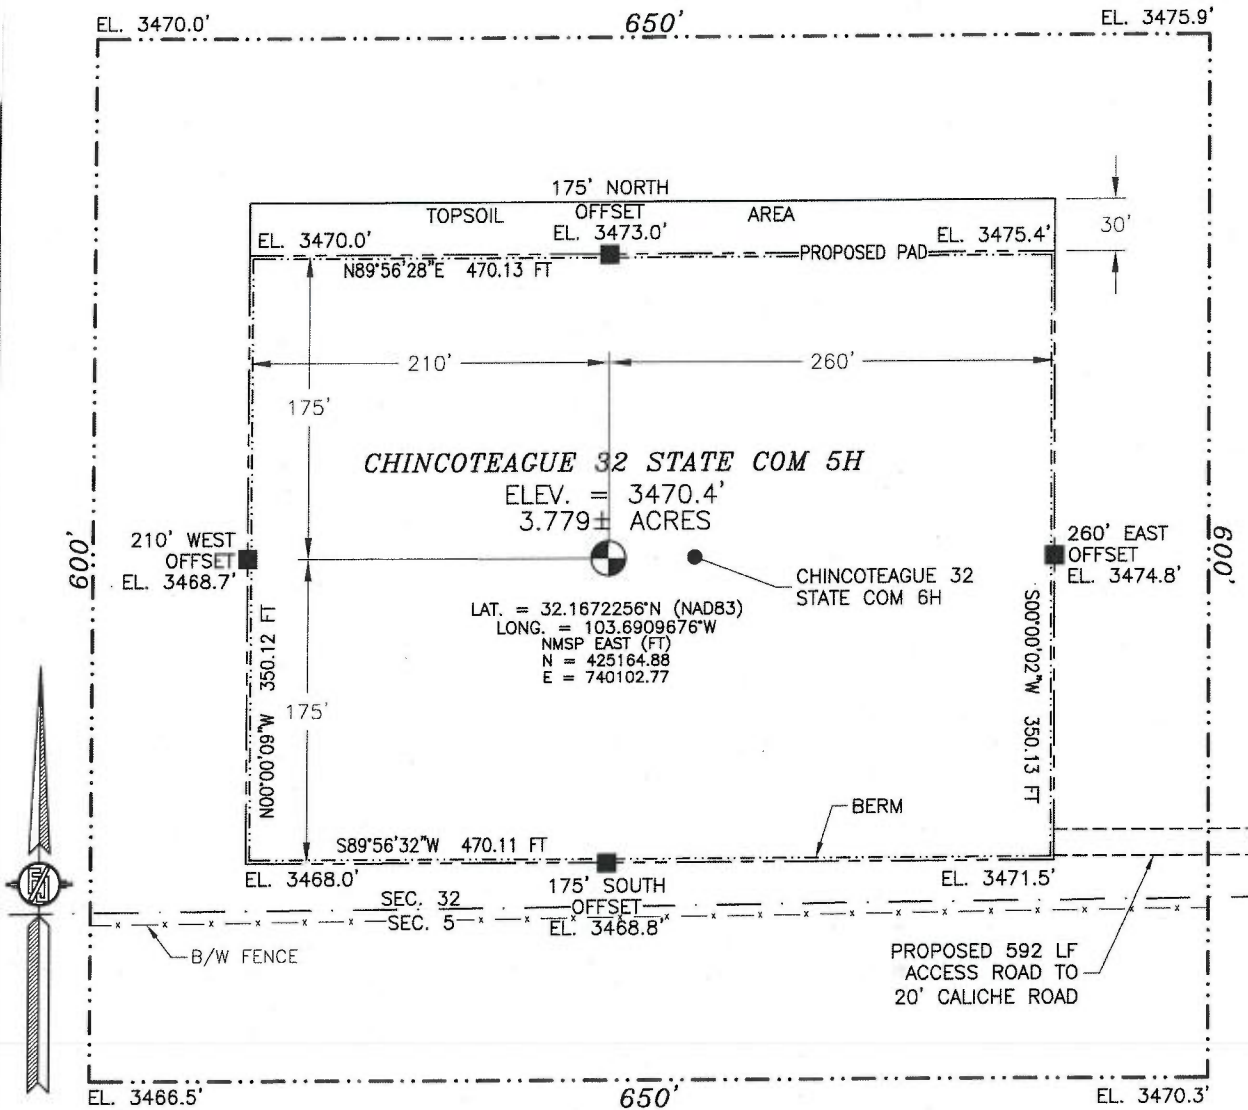 EL. 3470.0'
650'
EL. 3475.9'
175' NORTH
TOPSOIL OFFSET AREA
EL. 3470.0'
EL. 3473.0'
EL. 3475.4'
30'
PROPOSED PAD
N89°56'28"E 470.13 FT
210'
260'
175'
CHINCOTEAGUE 32 STATE COM 5H
ELEV. = 3470.4'
3.779± ACRES
600'
210' WEST
OFFSET
EL. 3468.7'
260' EAST
OFFSET
EL. 3474.8'
600'
CHINCOTEAGUE 32
STATE COM 6H
LAT. = 32.1672256°N (NAD83)
LONG. = 103.6909676°W
NMSP EAST (FT)
N = 425164.88
E = 740102.77
N00°00'09"W 350.12 FT
175'
S00°00'02"W 350.13 FT
BERM
S89°56'32"W 470.11 FT
EL. 3468.0'
175' SOUTH
OFFSET
EL. 3468.8'
EL. 3471.5'
SEC. 32
SEC. 5
B/W FENCE
PROPOSED 592 LF
ACCESS ROAD TO
20' CALICHE ROAD
EL. 3466.5'
650'
EL. 3470.3'